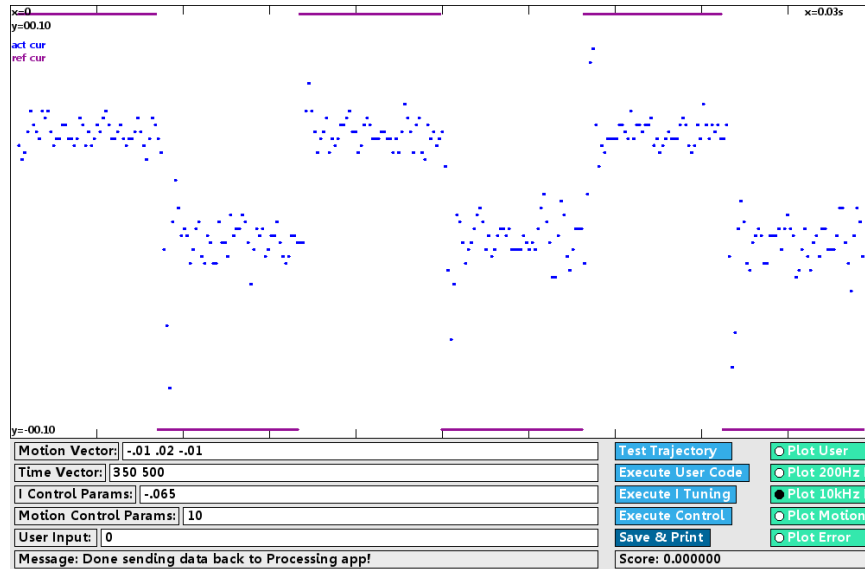 x=0 x=0.03s
y=00.10
act cur
ref cur
y=-00.10
Motion Vector: -.01 .02 -.01 Test Trajectory Plot User
Time Vector: 350 500 Execute User Code Plot 200Hz
I Control Params: -.065 Execute I Tuning Plot 10kHz
Motion Control Params: 10 Execute Control Plot Motion
User Input: 0 Save & Print Plot Error
Message: Done sending data back to Processing app! Score: 0.000000